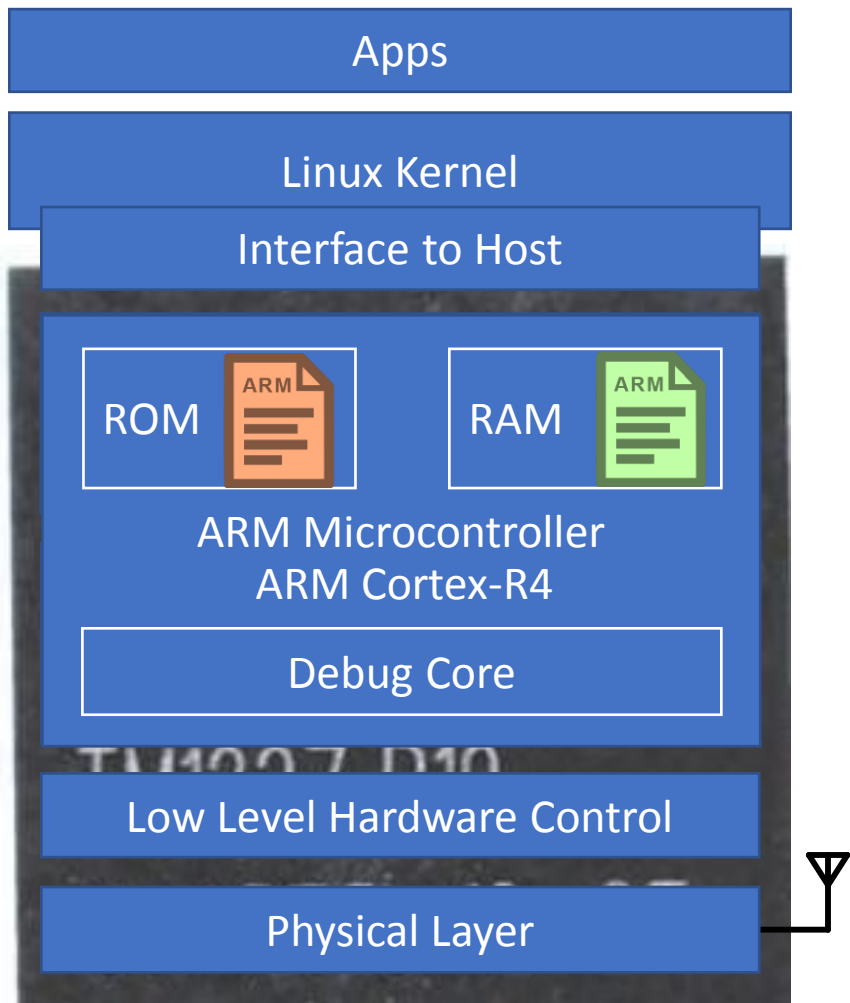 Apps
Linux Kernel
Interface to Host
ROM
ARM
RAM
ARM
ARM Microcontroller
ARM Cortex-R4
Debug Core
Low Level Hardware Control
Physical Layer